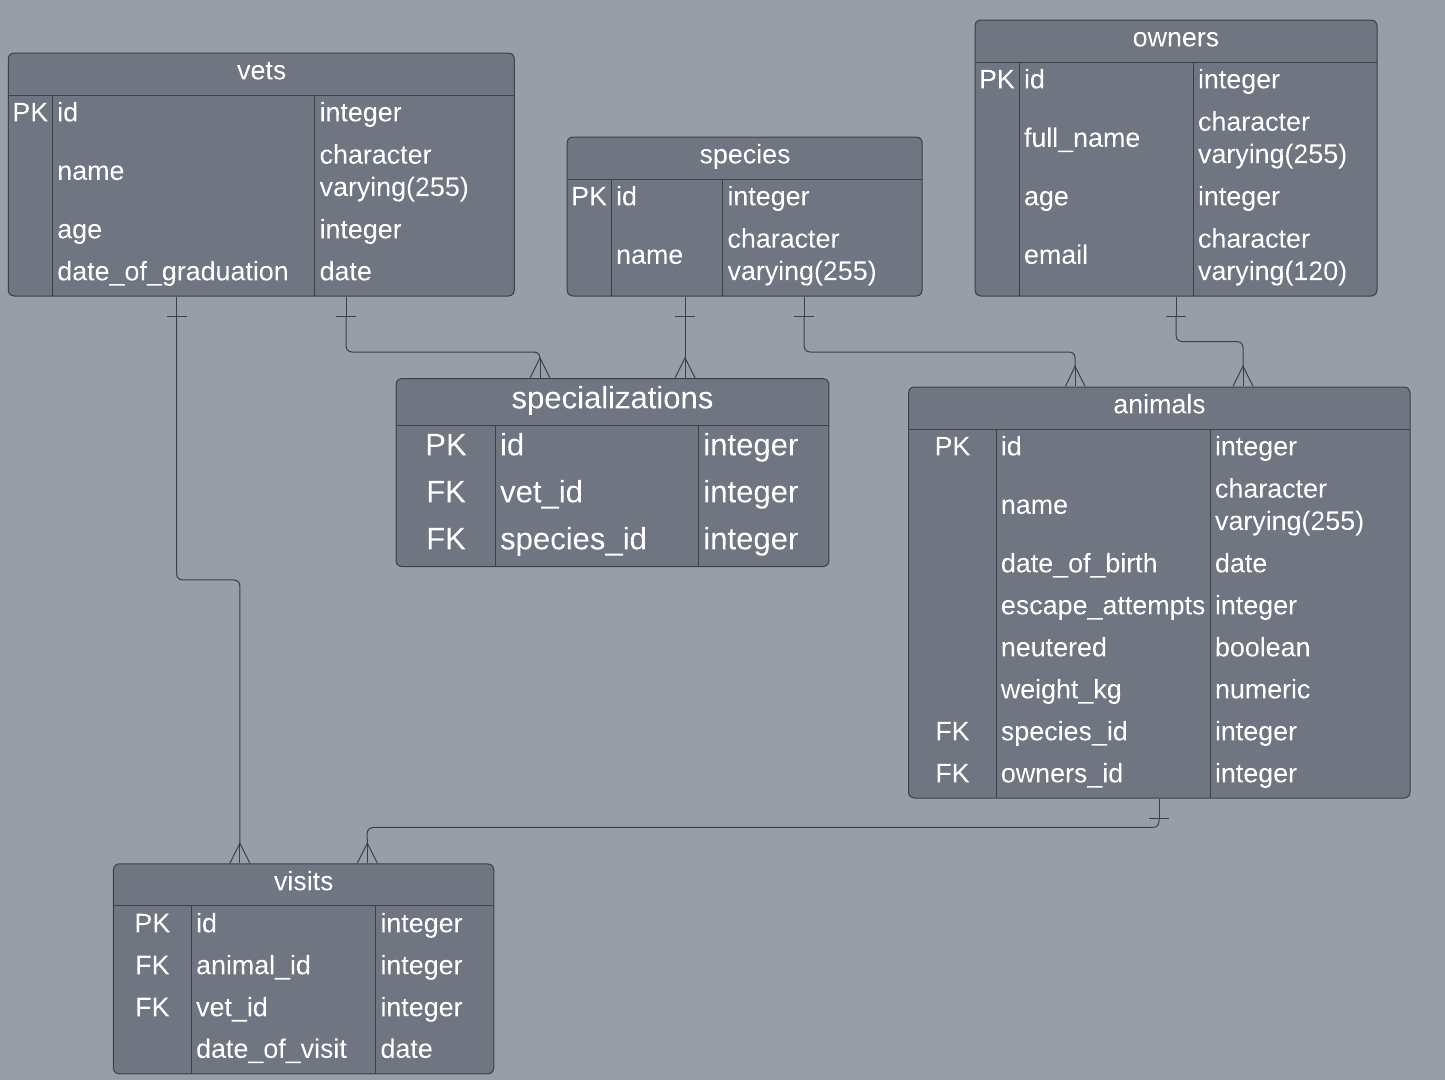 vets
PK id integer
name character
varying(255)
age integer
date_of_graduation date
species
PK id integer
name character
varying(255)
owners
PK id integer
full_name character
varying(255)
age integer
email character
varying(120)
specializations
PK id integer
FK vet_id integer
FK species_id integer
animals
PK id integer
name character
varying(255)
date_of_birth date
escape_attempts integer
neutered boolean
weight_kg numeric
FK species_id integer
FK owners_id integer
visits
PK id integer
FK animal_id integer
FK vet_id integer
date_of_visit date